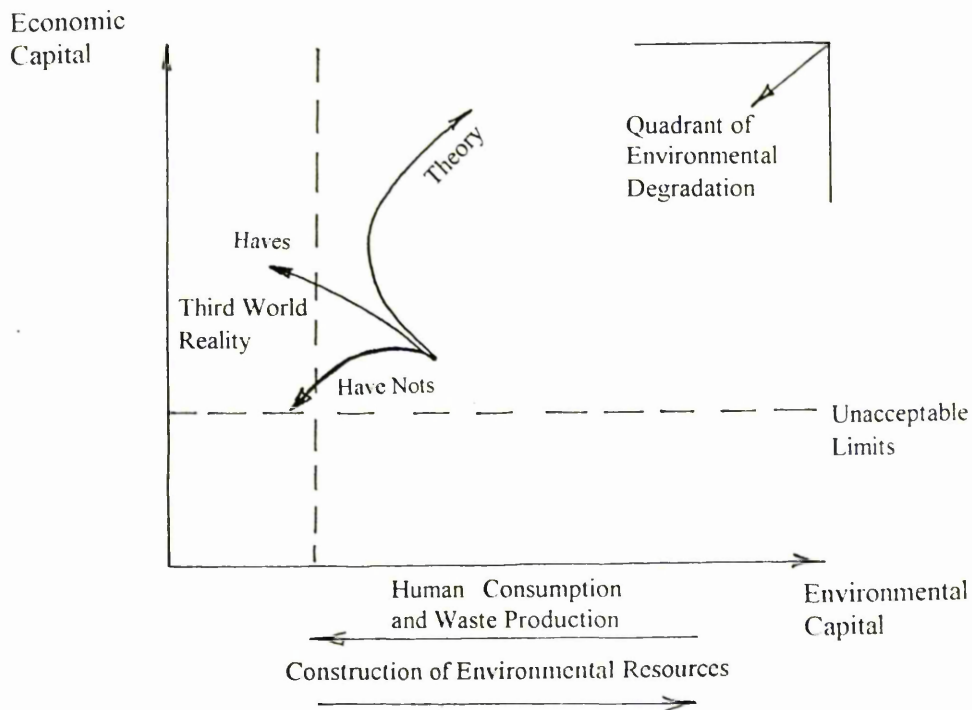 Economic
Capital
Quadrant of
Environmental
Degradation
Theory
Haves
Third World
Reality
Have Nots
Unacceptable
Limits
Human Consumption
and Waste Production
Environmental
Capital
Construction of Environmental Resources